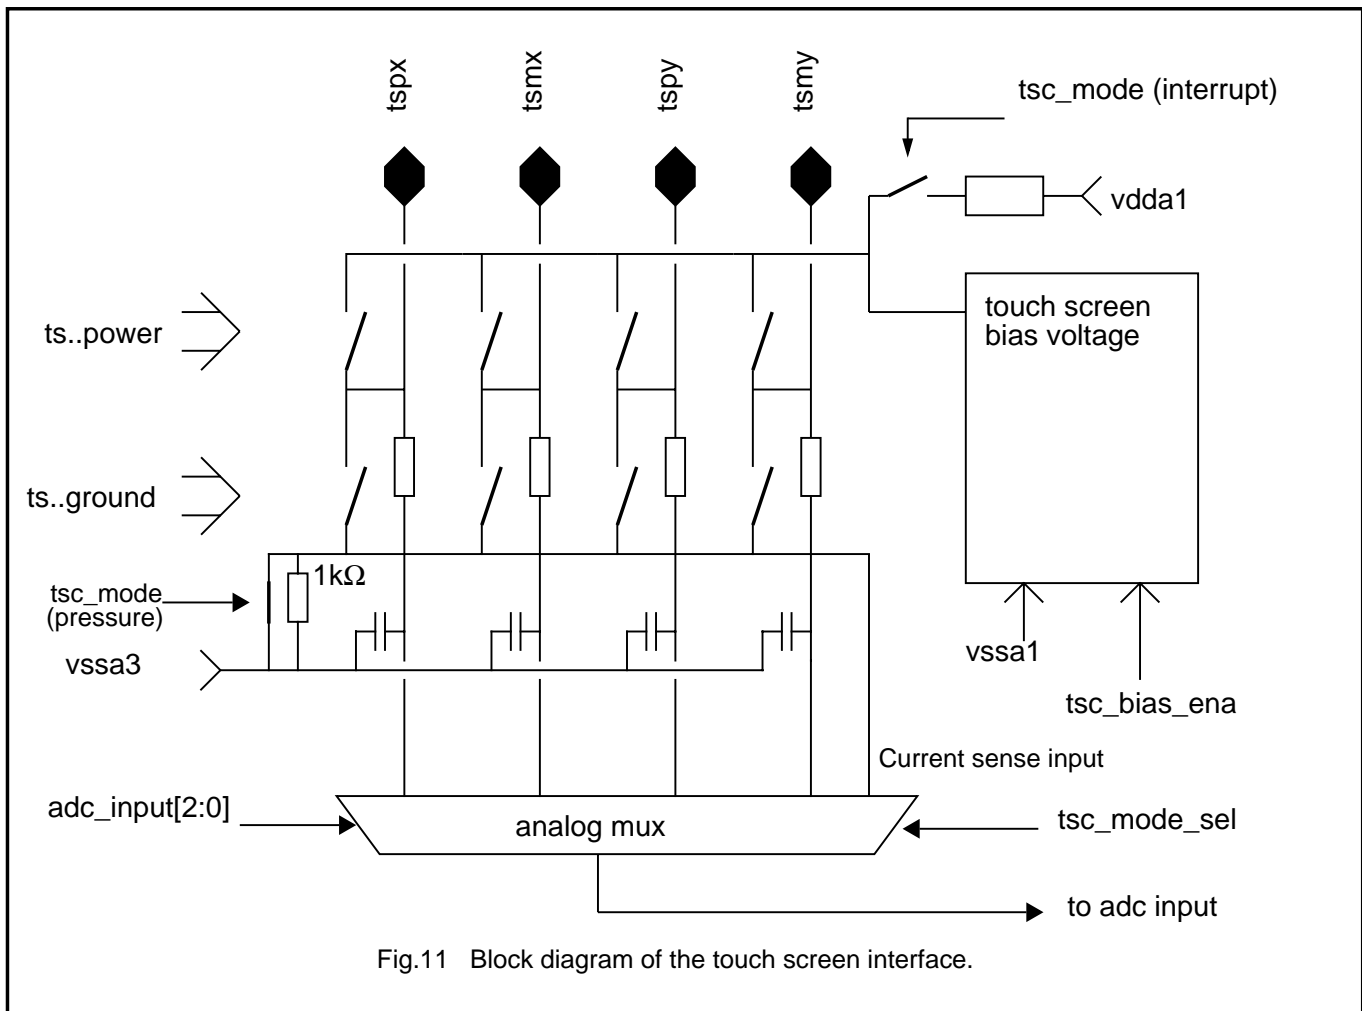 tspx
tsmx
tspy
tsmy
tsc_mode (interrupt)
vdda1
touch screen
bias voltage
ts..power
ts..ground
1kΩ
tsc_mode
(pressure)
vssa3
vssa1
tsc_bias_ena
Current sense input
adc_input[2:0]
analog mux
tsc_mode_sel
to adc input
Fig.11 Block diagram of the touch screen interface.